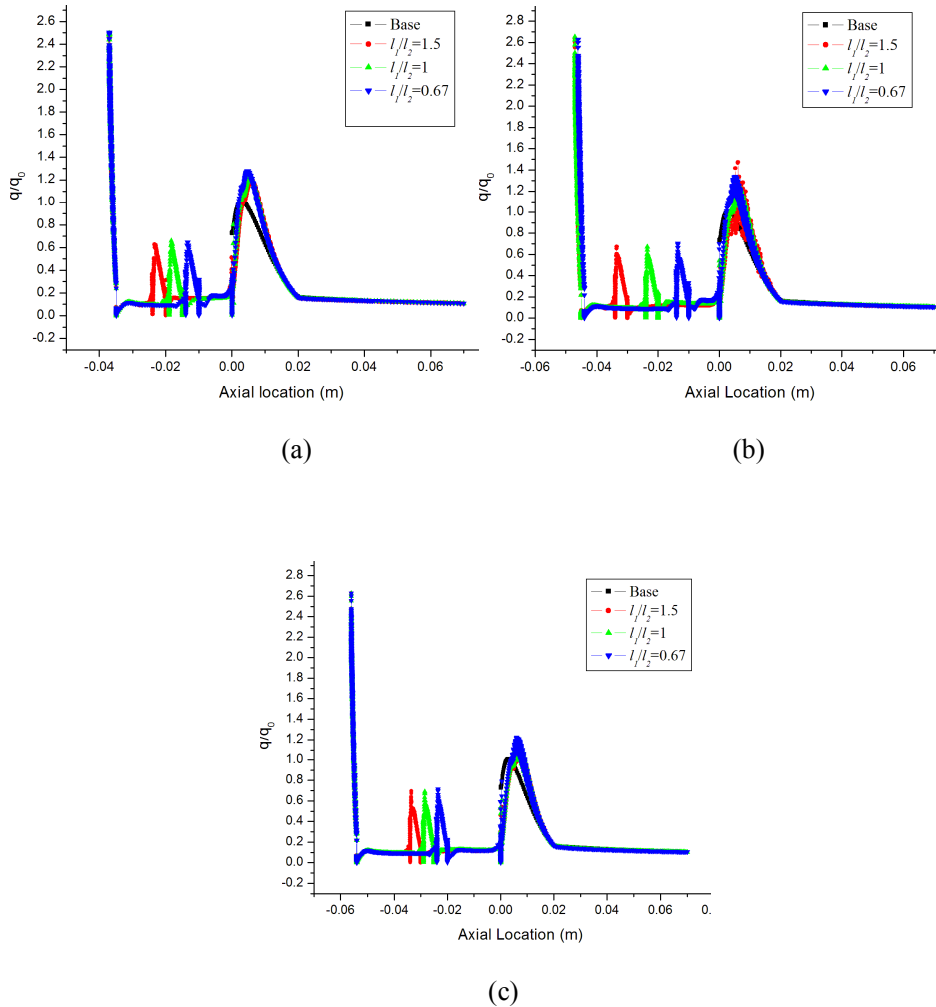 Base
l1/l2=1.5
l1/l2=1
l1/l2=0.67
q/q0
2.6
2.4
2.2
2.0
1.8
1.6
1.4
1.2
1.0
0.8
0.6
0.4
0.2
0.0
-0.2
-0.04 -0.02 0.00 0.02 0.04 0.06
Axial location (m)
(a)
Base
l1/l2=1.5
l1/l2=1
l1/l2=0.67
q/q0
2.8
2.6
2.4
2.2
2.0
1.8
1.6
1.4
1.2
1.0
0.8
0.6
0.4
0.2
0.0
-0.2
-0.06 -0.04 -0.02 0.00 0.02 0.04 0.06
Axial Location (m)
(b)
Base
l1/l2=1.5
l1/l2=1
l1/l2=0.67
q/q0
2.8
2.6
2.4
2.2
2.0
1.8
1.6
1.4
1.2
1.0
0.8
0.6
0.4
0.2
0.0
-0.2
-0.06 -0.04 -0.02 0.00 0.02 0.04 0.06 0.
Axial Location (m)
(c)